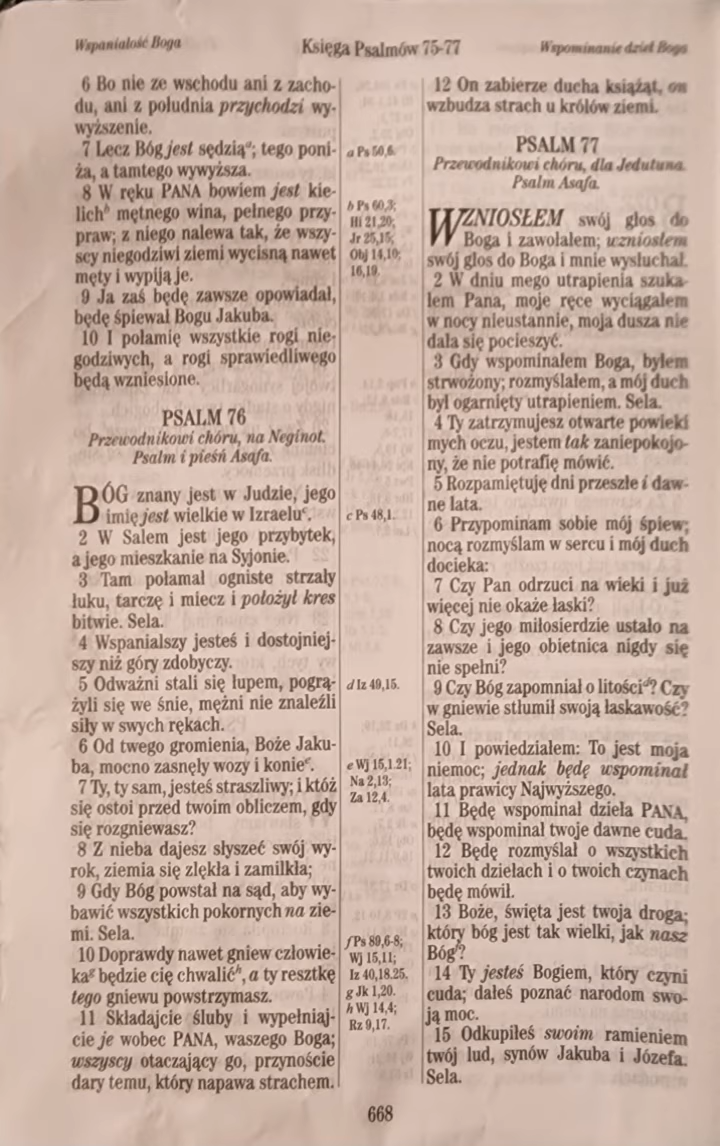 Wspaniałość Boga
Księga Psalmów 75-77
Wspominanie dzieł Boga
6 Bo nie ze wschodu ani z zacho-
du, ani z południa przychodzi wy-
wyższenie.
7 Lecz Bóg jest sędziąᵃ; tego poni-
ża, a tamtego wywyższa.
8 W ręku PANA bowiem jest kie-
lichᵇ mętnego wina, pełnego przy-
praw; z niego nalewa tak, że wszy-
scy niegodziwi ziemi wycisną nawet
męty i wypiją je.
9 Ja zaś będę zawsze opowiadał,
będę śpiewał Bogu Jakuba.
10 I połamię wszystkie rogi nie-
godziwych, a rogi sprawiedliwego
będą wzniesione.
PSALM 76
Przewodnikowi chóru, na Neginot.
Psalm i pieśń Asafa.
BÓG znany jest w Judzie, jego
imię jest wielkie w Izraeluᶜ.
2 W Salem jest jego przybytek,
a jego mieszkanie na Syjonie.
3 Tam połamał ogniste strzały
łuku, tarczę i miecz i położył kres
bitwie. Sela.
4 Wspanialszy jesteś i dostojniej-
szy niż góry zdobyczy.
5 Odważni stali się łupem, pogrą-
żyli się we śnie, mężni nie znaleźli
siły w swych rękach.
6 Od twego gromienia, Boże Jaku-
ba, mocno zasnęły wozy i konieᵉ.
7 Ty, ty sam, jesteś straszliwy; i któż
się ostoi przed twoim obliczem, gdy
się rozgniewasz?
8 Z nieba dajesz słyszeć swój wy-
rok, ziemia się zlękła i zamilkła;
9 Gdy Bóg powstał na sąd, aby wy-
bawić wszystkich pokornych na zie-
mi. Sela.
10 Doprawdy nawet gniew człowie-
kaᵍ będzie cię chwalićʰ, a ty resztkę
tego gniewu powstrzymasz.
11 Składajcie śluby i wypełniaj-
cie je wobec PANA, waszego Boga;
wszyscy otaczający go, przynoście
dary temu, który napawa strachem.
a Ps 50,6.
b Ps 60,3;
Hi 21,20;
Jr 25,15;
Obj 14,10;
16,19.
c Ps 48,1.
d Iz 49,15.
e Wj 15,1.21;
Na 2,13;
Za 12,4.
f Ps 89,6-8;
Wj 15,11;
Iz 40,18.25.
g Jk 1,20.
h Wj 14,4;
Rz 9,17.
12 On zabierze ducha książąt, on
wzbudza strach u królów ziemi.
PSALM 77
Przewodnikowi chóru, dla Jedutuna.
Psalm Asafa.
WZNIOSŁEM swój głos do
Boga i zawołałem; wzniosłem
swój głos do Boga i mnie wysłuchał.
2 W dniu mego utrapienia szuka-
łem Pana, moje ręce wyciągałem
w nocy nieustannie, moja dusza nie
dała się pocieszyć.
3 Gdy wspominałem Boga, byłem
strwożony; rozmyślałem, a mój duch
był ogarnięty utrapieniem. Sela.
4 Ty zatrzymujesz otwarte powieki
mych oczu, jestem tak zaniepokojo-
ny, że nie potrafię mówić.
5 Rozpamiętuję dni przeszłe i daw-
ne lata.
6 Przypominam sobie mój śpiew;
nocą rozmyślam w sercu i mój duch
docieka:
7 Czy Pan odrzuci na wieki i już
więcej nie okaże łaski?
8 Czy jego miłosierdzie ustało na
zawsze i jego obietnica nigdy się
nie spełni?
9 Czy Bóg zapomniał o litościᵈ? Czy
w gniewie stłumił swoją łaskawość?
Sela.
10 I powiedziałem: To jest moja
niemoc; jednak będę wspominał
lata prawicy Najwyższego.
11 Będę wspominał dzieła PANA,
będę wspominał twoje dawne cuda.
12 Będę rozmyślał o wszystkich
twoich dziełach i o twoich czynach
będę mówił.
13 Boże, święta jest twoja droga;
który bóg jest tak wielki, jak nasz
Bógᶠ?
14 Ty jesteś Bogiem, który czyni
cuda; dałeś poznać narodom swo-
ją moc.
15 Odkupiłeś swoim ramieniem
twój lud, synów Jakuba i Józefa.
Sela.
668